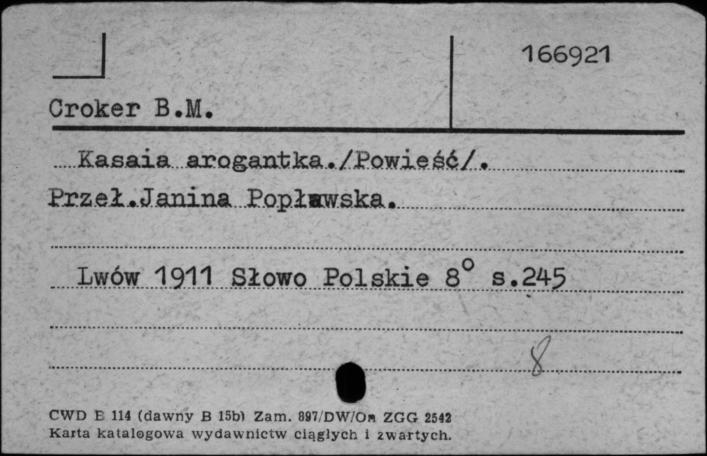 166921
Croker B.M.
Kasaia arogantka./Powieść/.
Przeł.Janina Popławska.
Lwów 1911 Słowo Polskie 8° s.245
8
CWD E 114 (dawny B 15b) Zam. 897/DW/Om ZGG 2542
Karta katalogowa wydawnictw ciągłych i zwartych.